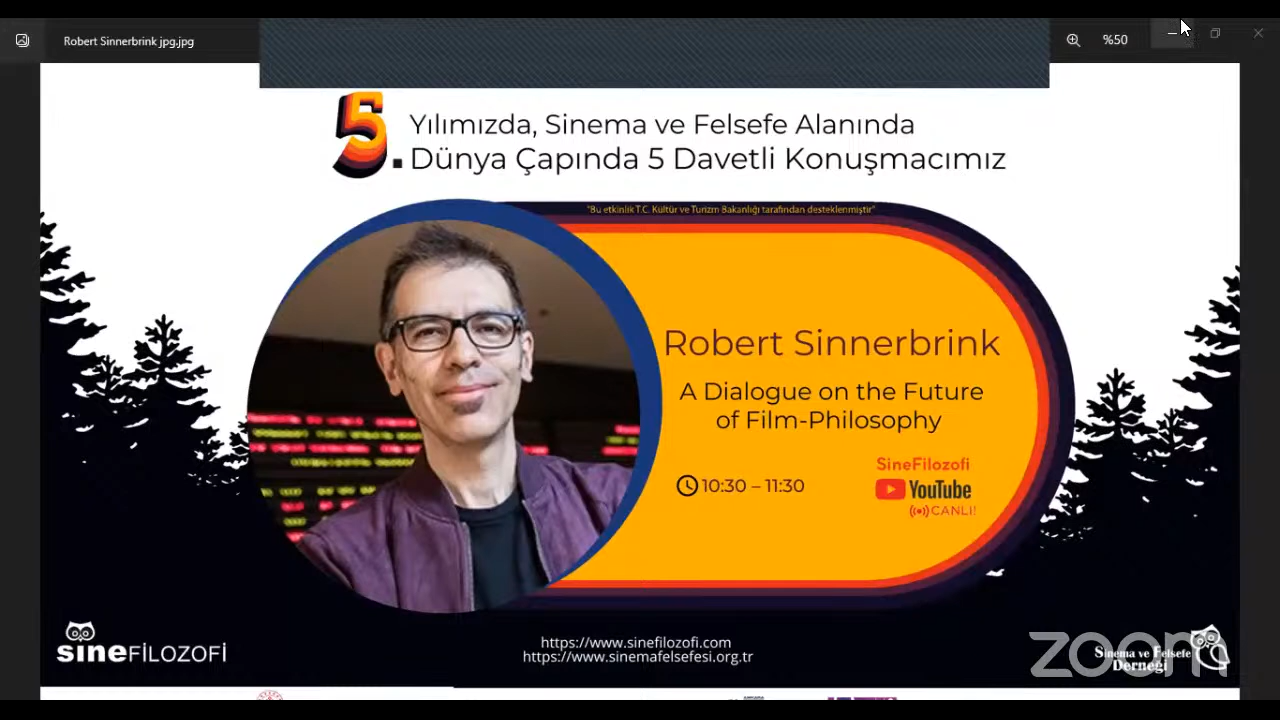 Robert Sinnerbrink jpg.jpg
%50
5.
Yılımızda, Sinema ve Felsefe Alanında
Dünya Çapında 5 Davetli Konuşmacımız
"Bu etkinlik T.C. Kültür ve Turizm Bakanlığı tarafından desteklenmiştir"
Robert Sinnerbrink
A Dialogue on the Future
of Film-Philosophy
10:30 – 11:30
SineFilozofi
YouTube
CANLI!
sineFİLOZOFİ
https://www.sinefilozofi.com
https://www.sinemafelsefesi.org.tr
Sinema ve Felsefe
Derneği
zoom